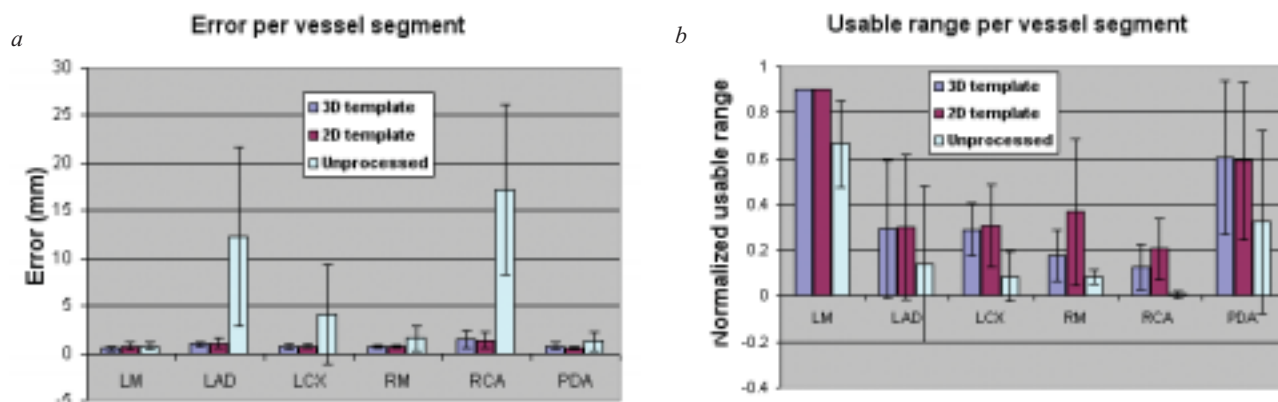 a
Error per vessel segment
Error (mm)
30
25
20
15
10
5
0
-5
3D template
2D template
Unprocessed
LM LAD LCX RM RCA PDA
b
Usable range per vessel segment
Normalized usable range
1
0.8
0.6
0.4
0.2
0
-0.2
-0.4
3D template
2D template
Unprocessed
LM LAD LCX RM RCA PDA